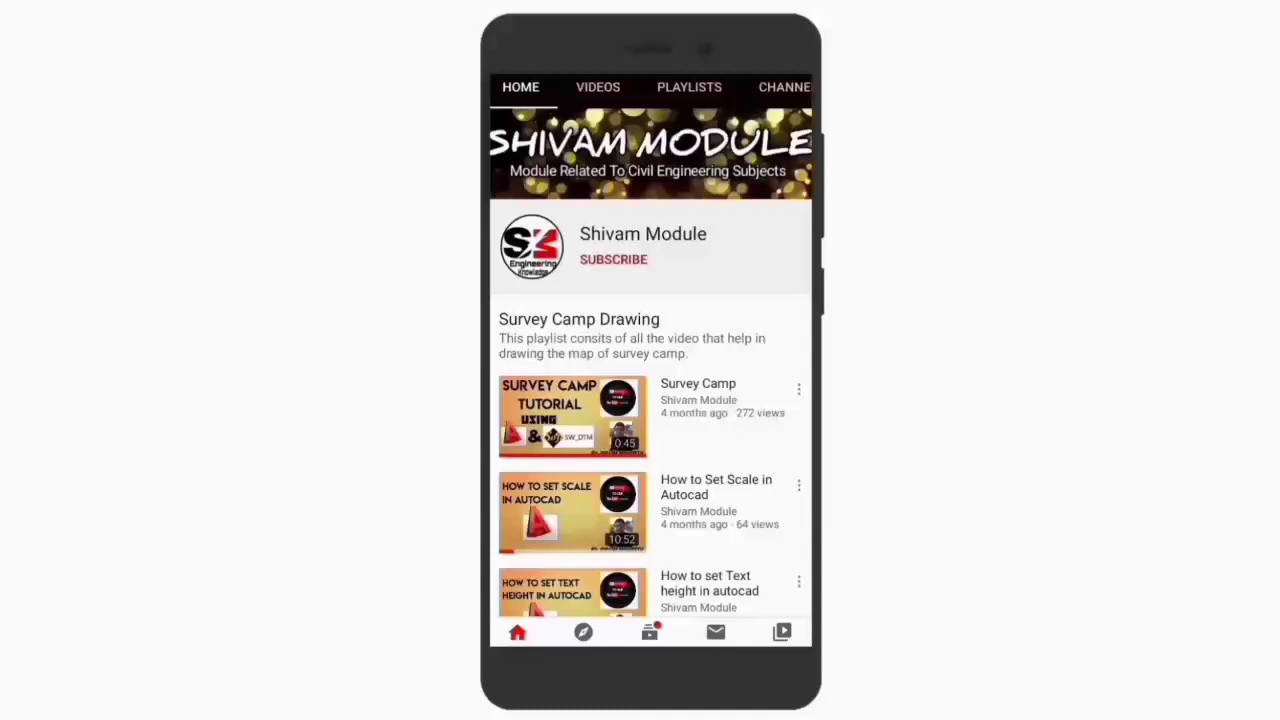 HOME VIDEOS PLAYLISTS CHANNE
SHIVAM MODULE
Module Related To Civil Engineering Subjects
SM
Engineering
Knowladge
Shivam Module
SUBSCRIBE
Survey Camp Drawing
This playlist consits of all the video that help in
drawing the map of survey camp.
SURVEY CAMP
TUTORIAL
USING
& SW_DTM
0:45
Survey Camp
Shivam Module
4 months ago · 272 views
HOW TO SET SCALE
IN AUTOCAD
10:52
How to Set Scale in
Autocad
Shivam Module
4 months ago · 64 views
HOW TO SET TEXT
HEIGHT IN AUTOCAD
How to set Text
height in autocad
Shivam Module